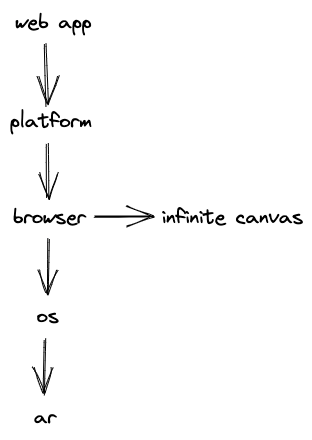 web app
platform
browser infinite canvas
os
ar